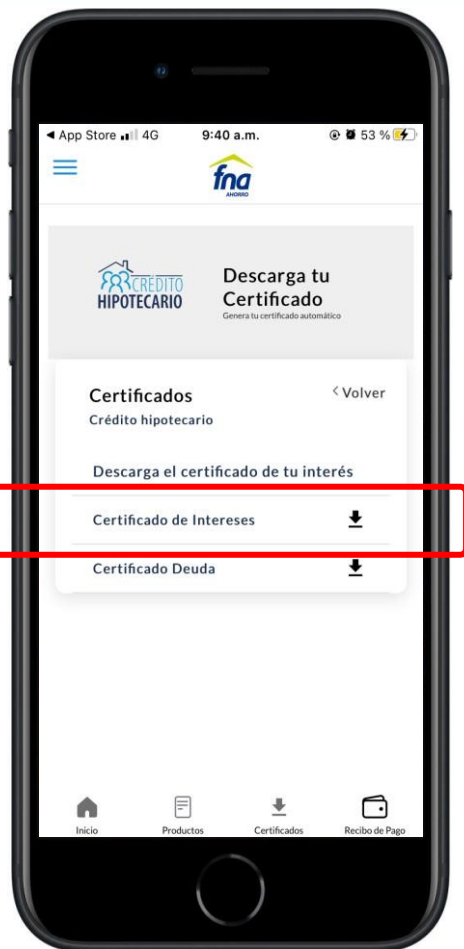 App Store 4G 9:40 a.m. 53 %
fna
AHORRO
CRÉDITO
HIPOTECARIO
Descarga tu
Certificado
Genera tu certificado automático
Certificados
Volver
Crédito hipotecario
Descarga el certificado de tu interés
Certificado de Intereses
Certificado Deuda
Inicio
Productos
Certificados
Recibo de Pago